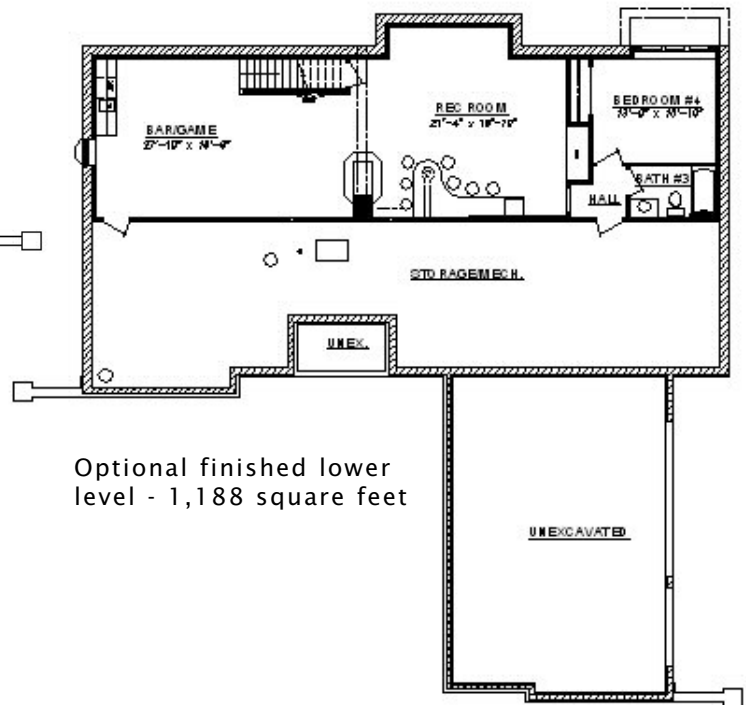 REC ROOM
BEDROOM #4
BAR/GAME
BATH #3
HALL
STORAGE/MECH.
UNEX.
Optional finished lower
level - 1,188 square feet
UNEXCAVATED